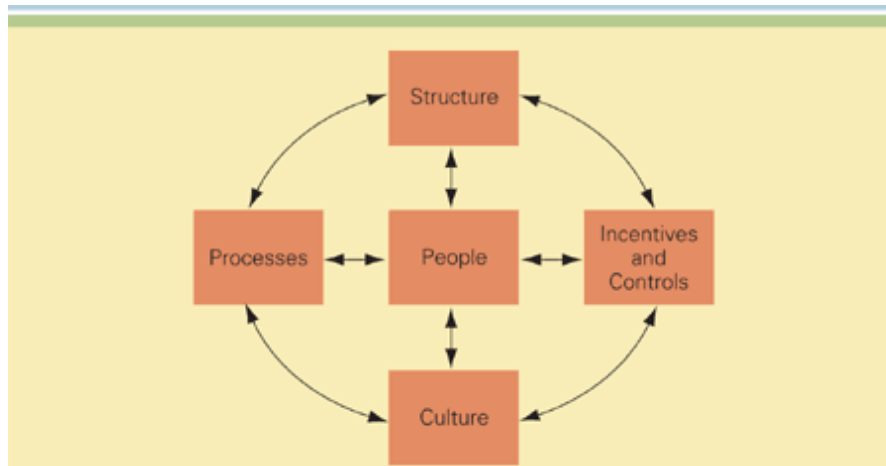 Structure
Processes
People
Incentives
and
Controls
Culture